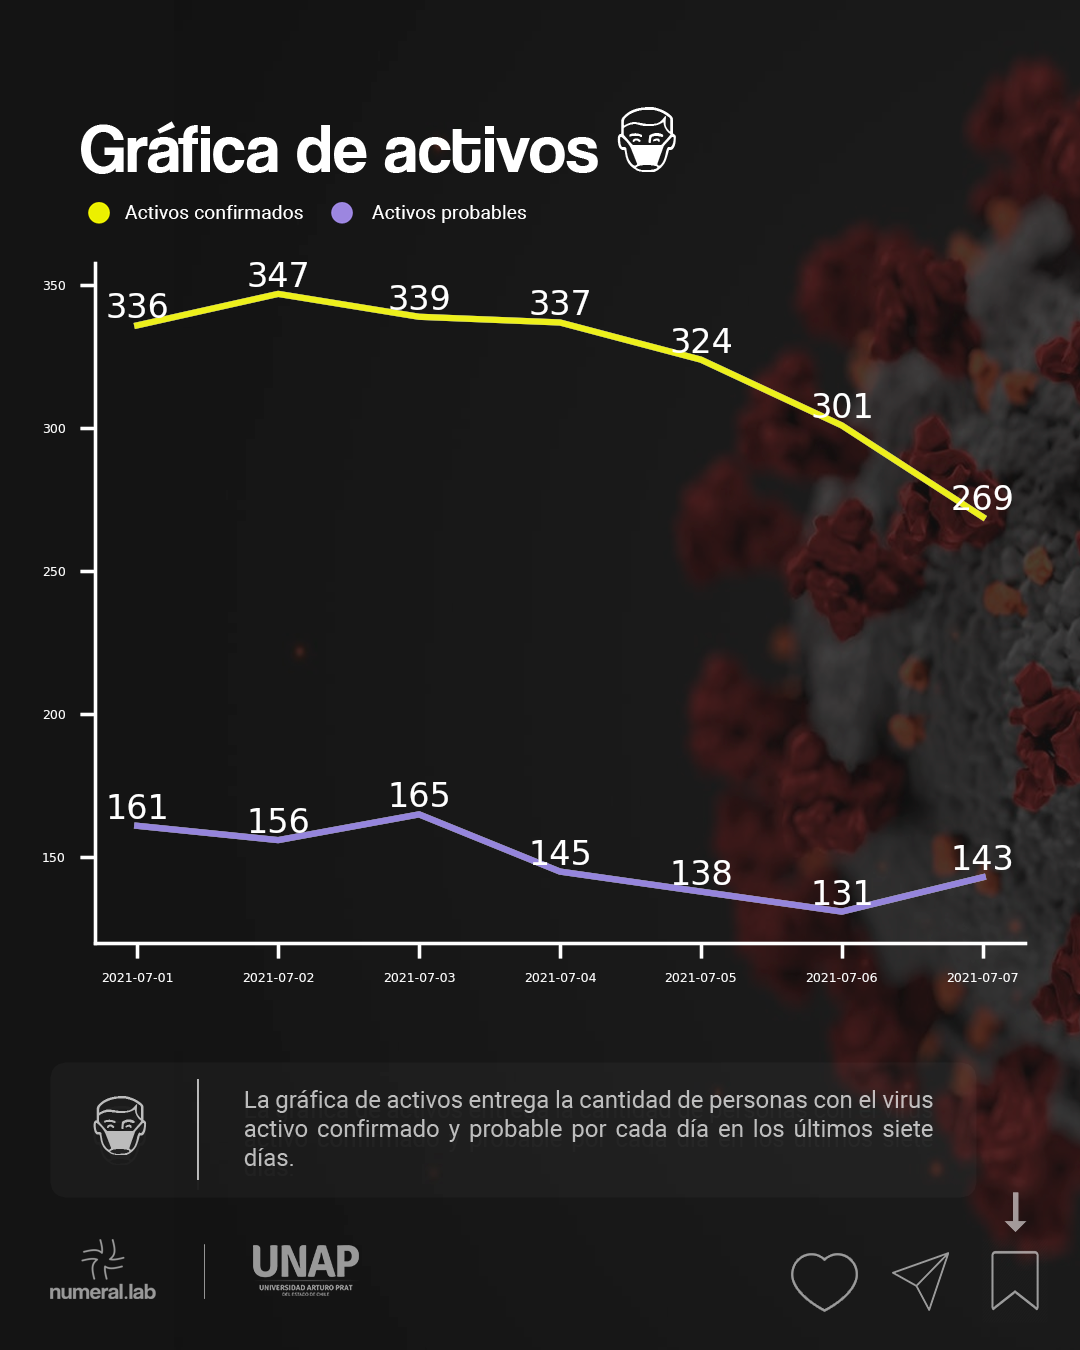 Gráfica de activos
Activos confirmados Activos probables
350
300
250
200
150
336 347 339 337 324 301 269
161 156 165 145 138 131 143
2021-07-01 2021-07-02 2021-07-03 2021-07-04 2021-07-05 2021-07-06 2021-07-07
La gráfica de activos entrega la cantidad de personas con el virus
activo confirmado y probable por cada día en los últimos siete
días.
numeral.lab
UNAP
UNIVERSIDAD ARTURO PRAT
DEL ESTADO DE CHILE